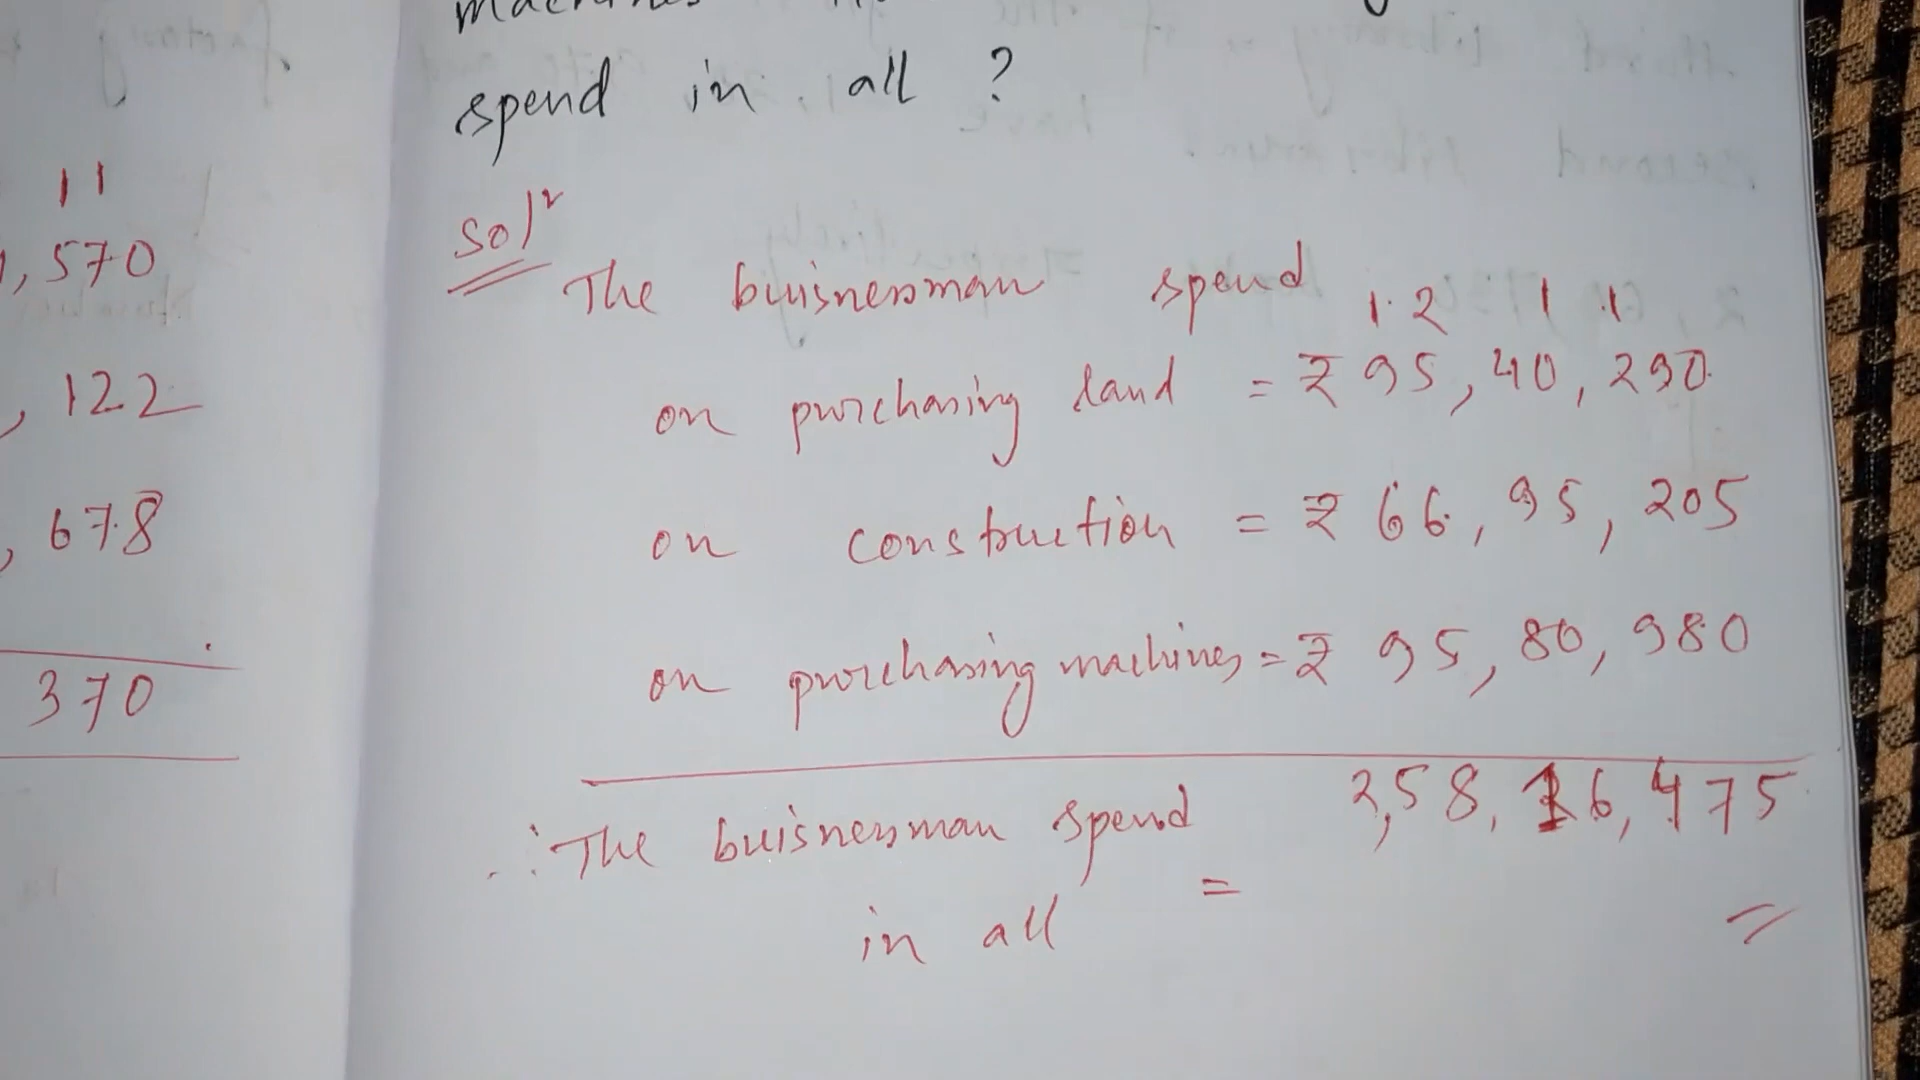 spend in all ?
Solⁿ
The buisnessman spend
1 2 1 1
on purchasing land = ₹ 95, 40, 290
on construction = ₹ 66, 95, 205
on purchasing machines = ₹ 95, 80, 980
∴ The buisnessman spend = 2,58,16,475
in all
11
,570
, 122
, 678
370